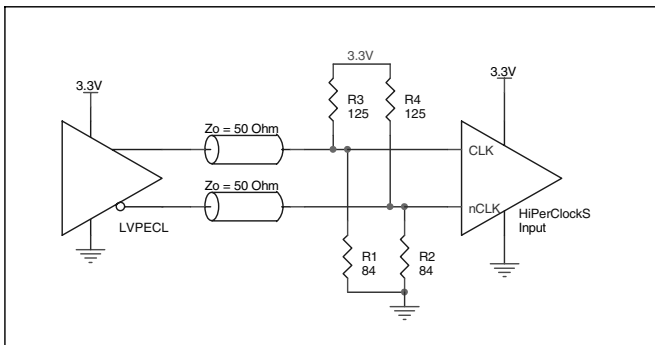 3.3V
3.3V
3.3V
R3
125
R4
125
Zo = 50 Ohm
CLK
Zo = 50 Ohm
nCLK
LVPECL
HiPerClockS
Input
R1
84
R2
84